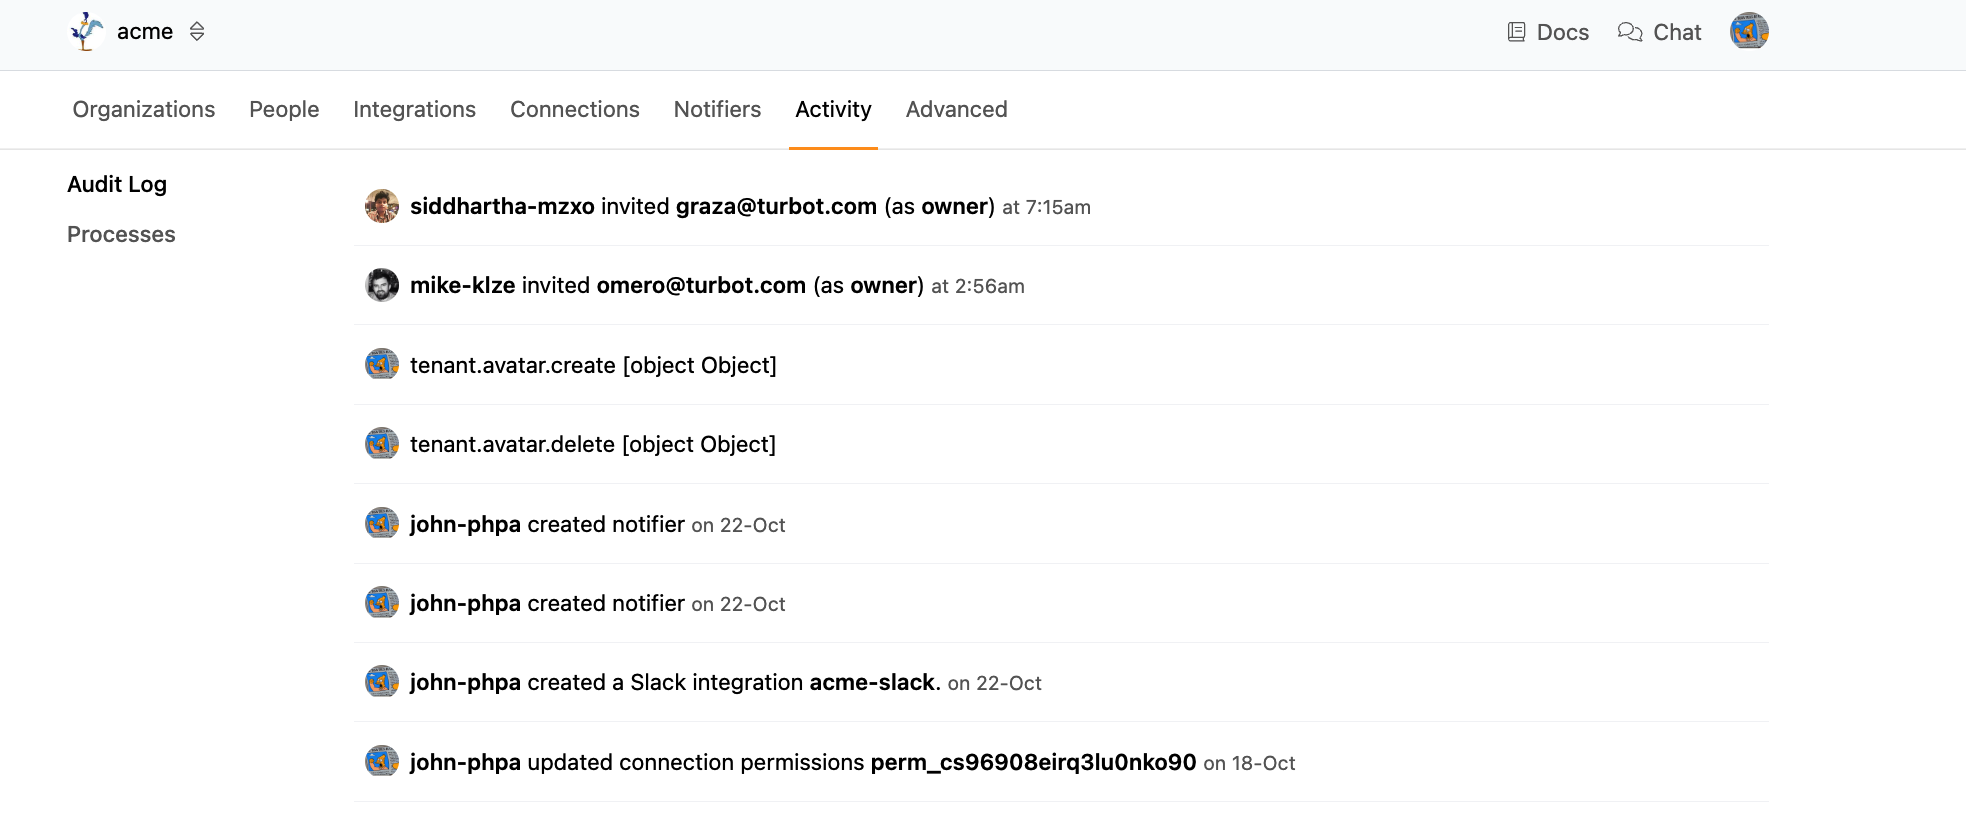 acme
Docs
Chat
Organizations People Integrations Connections Notifiers Activity Advanced
Audit Log
Processes
siddhartha-mzxo invited graza@turbot.com (as owner) at 7:15am
mike-klze invited omero@turbot.com (as owner) at 2:56am
tenant.avatar.create [object Object]
tenant.avatar.delete [object Object]
john-phpa created notifier on 22-Oct
john-phpa created notifier on 22-Oct
john-phpa created a Slack integration acme-slack. on 22-Oct
john-phpa updated connection permissions perm_cs96908eirq3lu0nko90 on 18-Oct